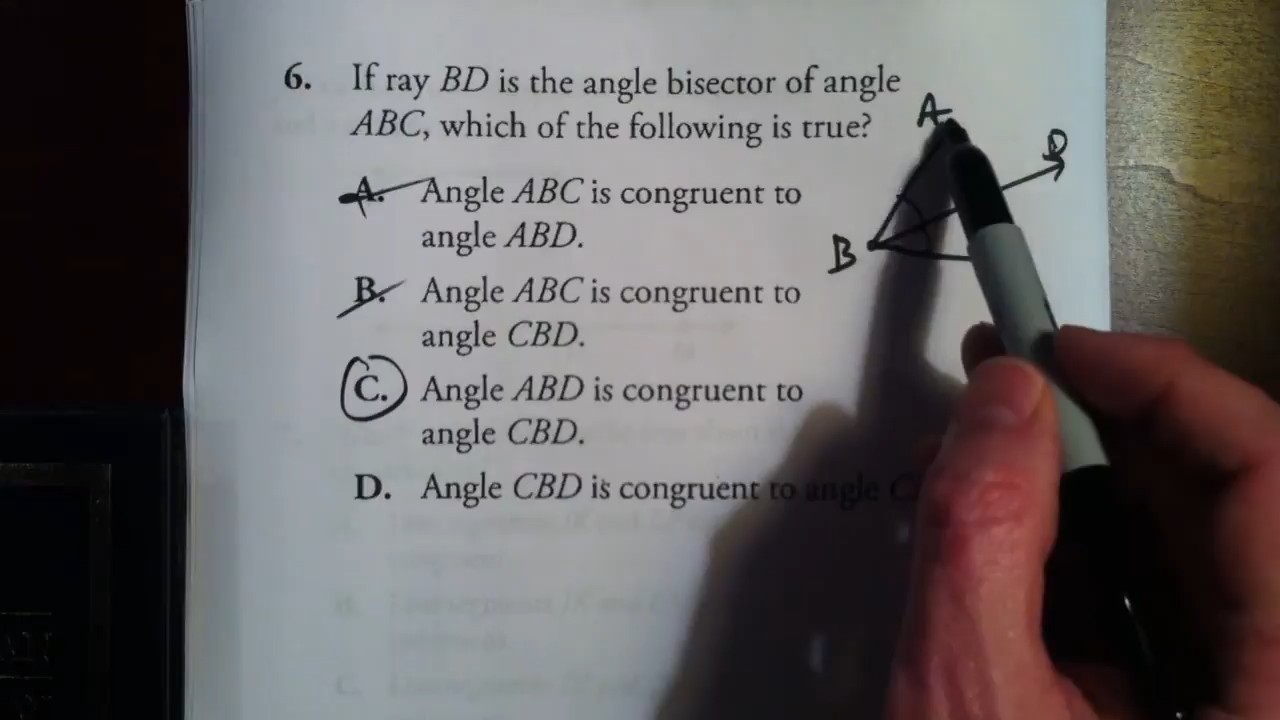 6. If ray BD is the angle bisector of angle
ABC, which of the following is true?
A
D
B
A. Angle ABC is congruent to
angle ABD.
B. Angle ABC is congruent to
angle CBD.
C. Angle ABD is congruent to
angle CBD.
D. Angle CBD is congruent to angle